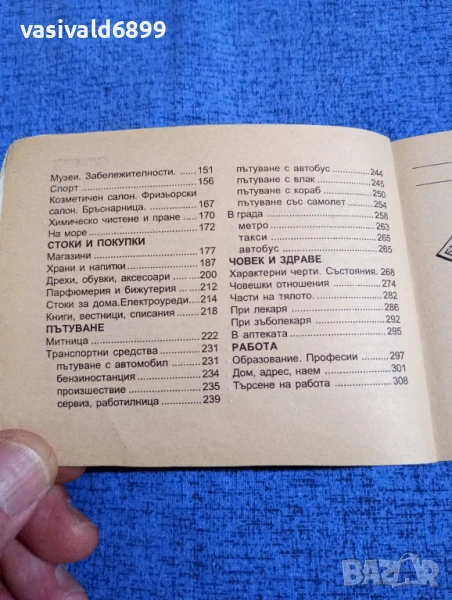 vasivald6899
Музеи. Забележителности. ..... 151
Спорт ..... 156
Козметичен салон. Фризьорски
салон. Бръснарница. ..... 167
Химическо чистене и пране ... 170
На море ..... 172
СТОКИ И ПОКУПКИ
Магазини ..... 177
Храни и напитки ..... 187
Дрехи, обувки, аксесоари ..... 200
Парфюмерия и бижутерия ..... 212
Стоки за дома.Електроуреди....214
Книги, вестници, списания ..... 218
ПЪТУВАНЕ
Митница ..... 222
Транспортни средства ..... 231
пътуване с автомобил ..... 231
бензиностанция ..... 234
произшествие ..... 235
сервиз, работилница ..... 239
пътуване с автобус ..... 244
пътуване с влак ..... 245
пътуване с кораб ..... 250
пътуване със самолет ..... 254
В града ..... 258
метро ..... 263
такси ..... 265
автобус ..... 265
ЧОВЕК И ЗДРАВЕ
Характерни черти. Състояния. 268
Човешки отношения ..... 274
Части на тялото ..... 282
При лекаря ..... 286
При зъболекаря ..... 292
В аптеката ..... 295
РАБОТА
Образование. Професии ..... 297
Дом, адрес, наем ..... 301
Търсене на работа ..... 308
BAZAR